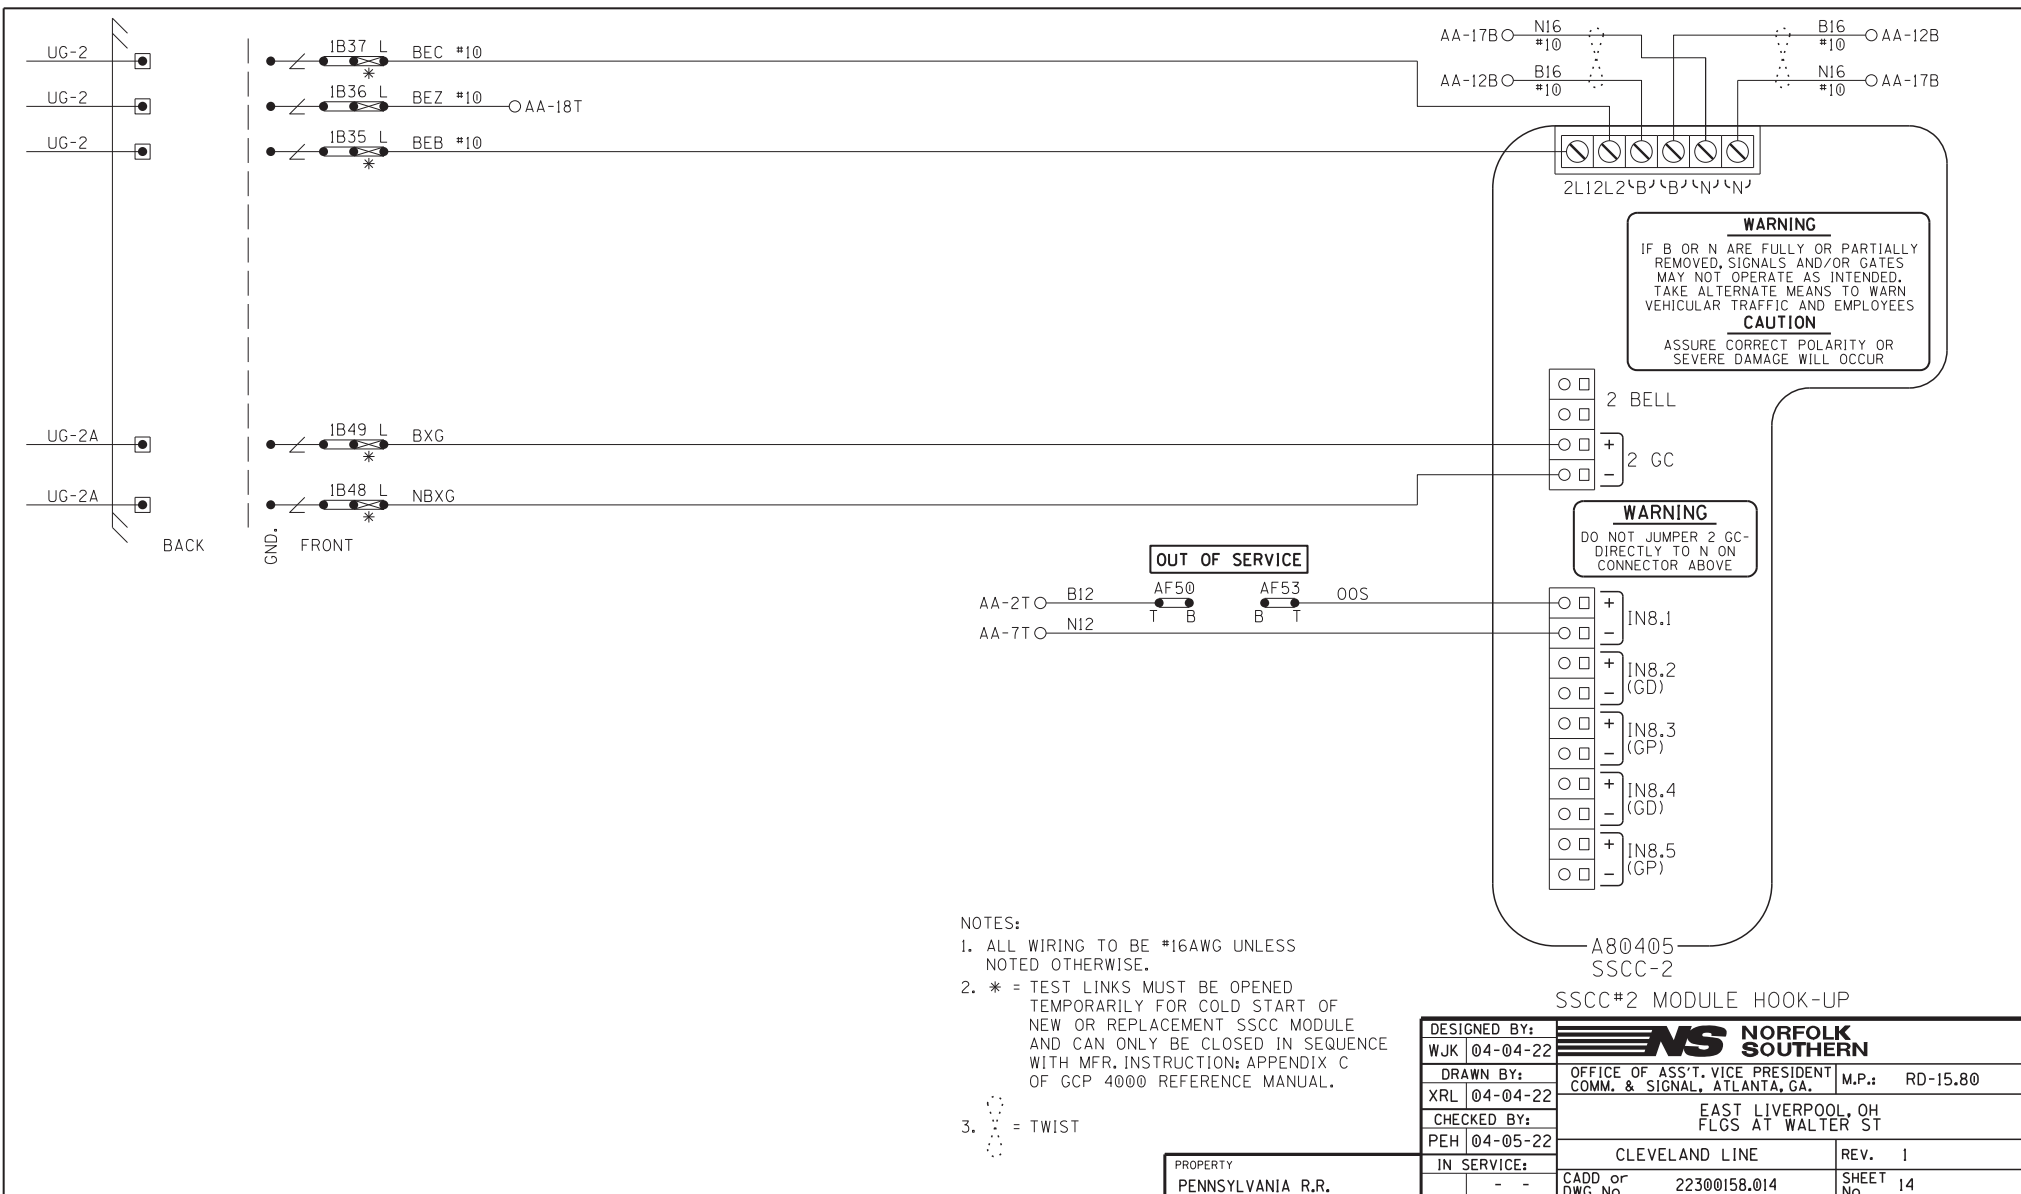 UG-2
1B37 L
BEC #10
UG-2
1B36 L
BEZ #10
AA-18T
UG-2
1B35 L
BEB #10
*
*
UG-2A
1B49 L
BXG
*
UG-2A
1B48 L
NBXG
*
BACK
GND.
FRONT
AA-17B
N16
#10
B16
#10
AA-12B
AA-12B
B16
#10
N16
#10
AA-17B
2L1 2L2 B B N N
WARNING
IF B OR N ARE FULLY OR PARTIALLY
REMOVED, SIGNALS AND/OR GATES
MAY NOT OPERATE AS INTENDED.
TAKE ALTERNATE MEANS TO WARN
VEHICULAR TRAFFIC AND EMPLOYEES
CAUTION
ASSURE CORRECT POLARITY OR
SEVERE DAMAGE WILL OCCUR
2 BELL
+
2 GC
-
WARNING
DO NOT JUMPER 2 GC-
DIRECTLY TO N ON
CONNECTOR ABOVE
OUT OF SERVICE
AF50
AF53
AA-2T
B12
T B
B T
OOS
AA-7T
N12
+
IN8.1
-
+
IN8.2
(GD)
-
+
IN8.3
(GP)
-
+
IN8.4
(GD)
-
+
IN8.5
(GP)
-
A80405
SSCC-2
SSCC#2 MODULE HOOK-UP
NOTES:
1. ALL WIRING TO BE #16AWG UNLESS
NOTED OTHERWISE.
2. * = TEST LINKS MUST BE OPENED
TEMPORARILY FOR COLD START OF
NEW OR REPLACEMENT SSCC MODULE
AND CAN ONLY BE CLOSED IN SEQUENCE
WITH MFR. INSTRUCTION: APPENDIX C
OF GCP 4000 REFERENCE MANUAL.
3. = TWIST
PROPERTY
PENNSYLVANIA R.R.
DESIGNED BY:
WJK 04-04-22
DRAWN BY:
XRL 04-04-22
CHECKED BY:
PEH 04-05-22
IN SERVICE:
- -
NS NORFOLK
SOUTHERN
OFFICE OF ASS'T. VICE PRESIDENT
COMM. & SIGNAL, ATLANTA, GA.
M.P.: RD-15.80
EAST LIVERPOOL, OH
FLGS AT WALTER ST
CLEVELAND LINE
REV. 1
CADD or
DWG No.
22300158.014
SHEET
No.
14